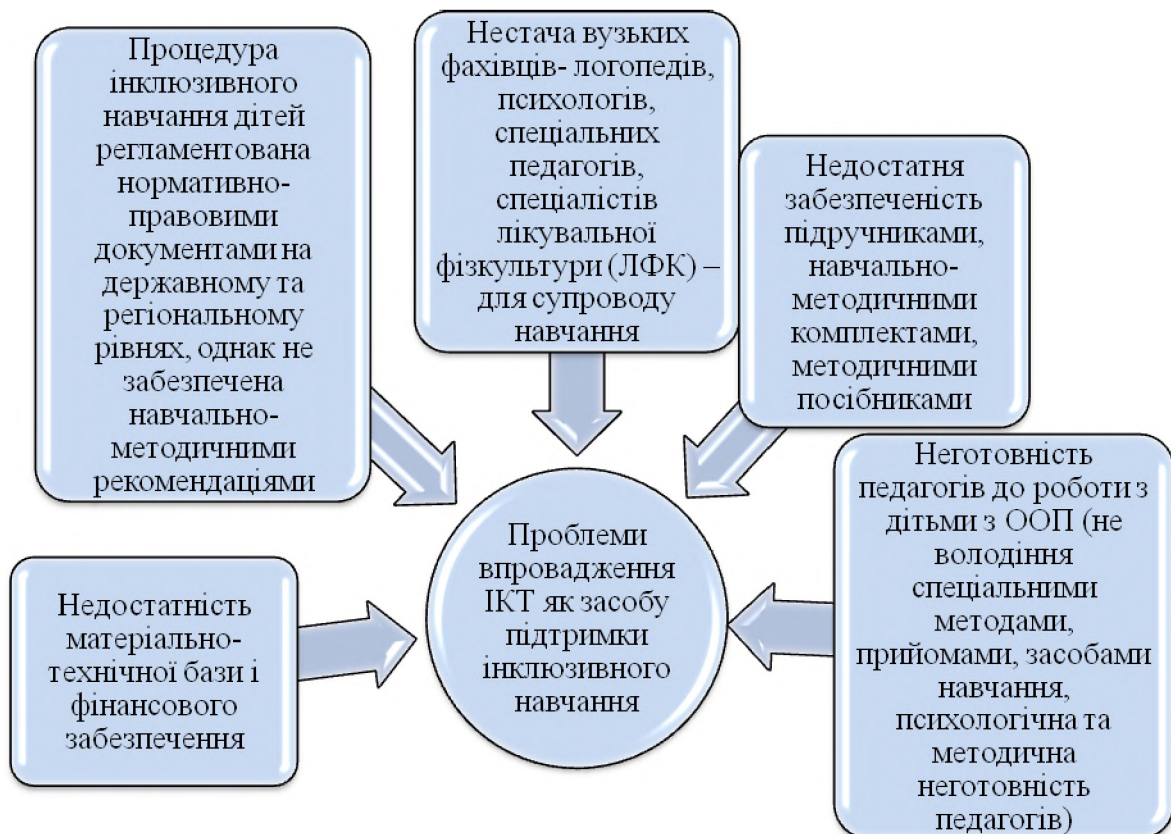 Процедура
інклюзивного
навчання дітей
регламентована
нормативно-
правовими
документами на
державному та
регіональному
рівнях, однак не
забезпечена
навчально-
методичними
рекомендаціями
Нестача вузьких
фахівців- логопедів,
психологів,
спеціальних
педагогів,
спеціалістів
лікувальної
фізкультури (ЛФК) –
для супроводу
навчання
Недостатня
забезпеченість
підручниками,
навчально-
методичними
комплектами,
методичними
посібниками
Неготовність
педагогів до роботи з
дітьми з ООП (не
володіння
спеціальними
методами,
прийомами, засобами
навчання,
психологічна та
методична
неготовність
педагогів)
Недостатність
матеріально-
технічної бази і
фінансового
забезпечення
Проблеми
впровадження
ІКТ як засобу
підтримки
інклюзивного
навчання